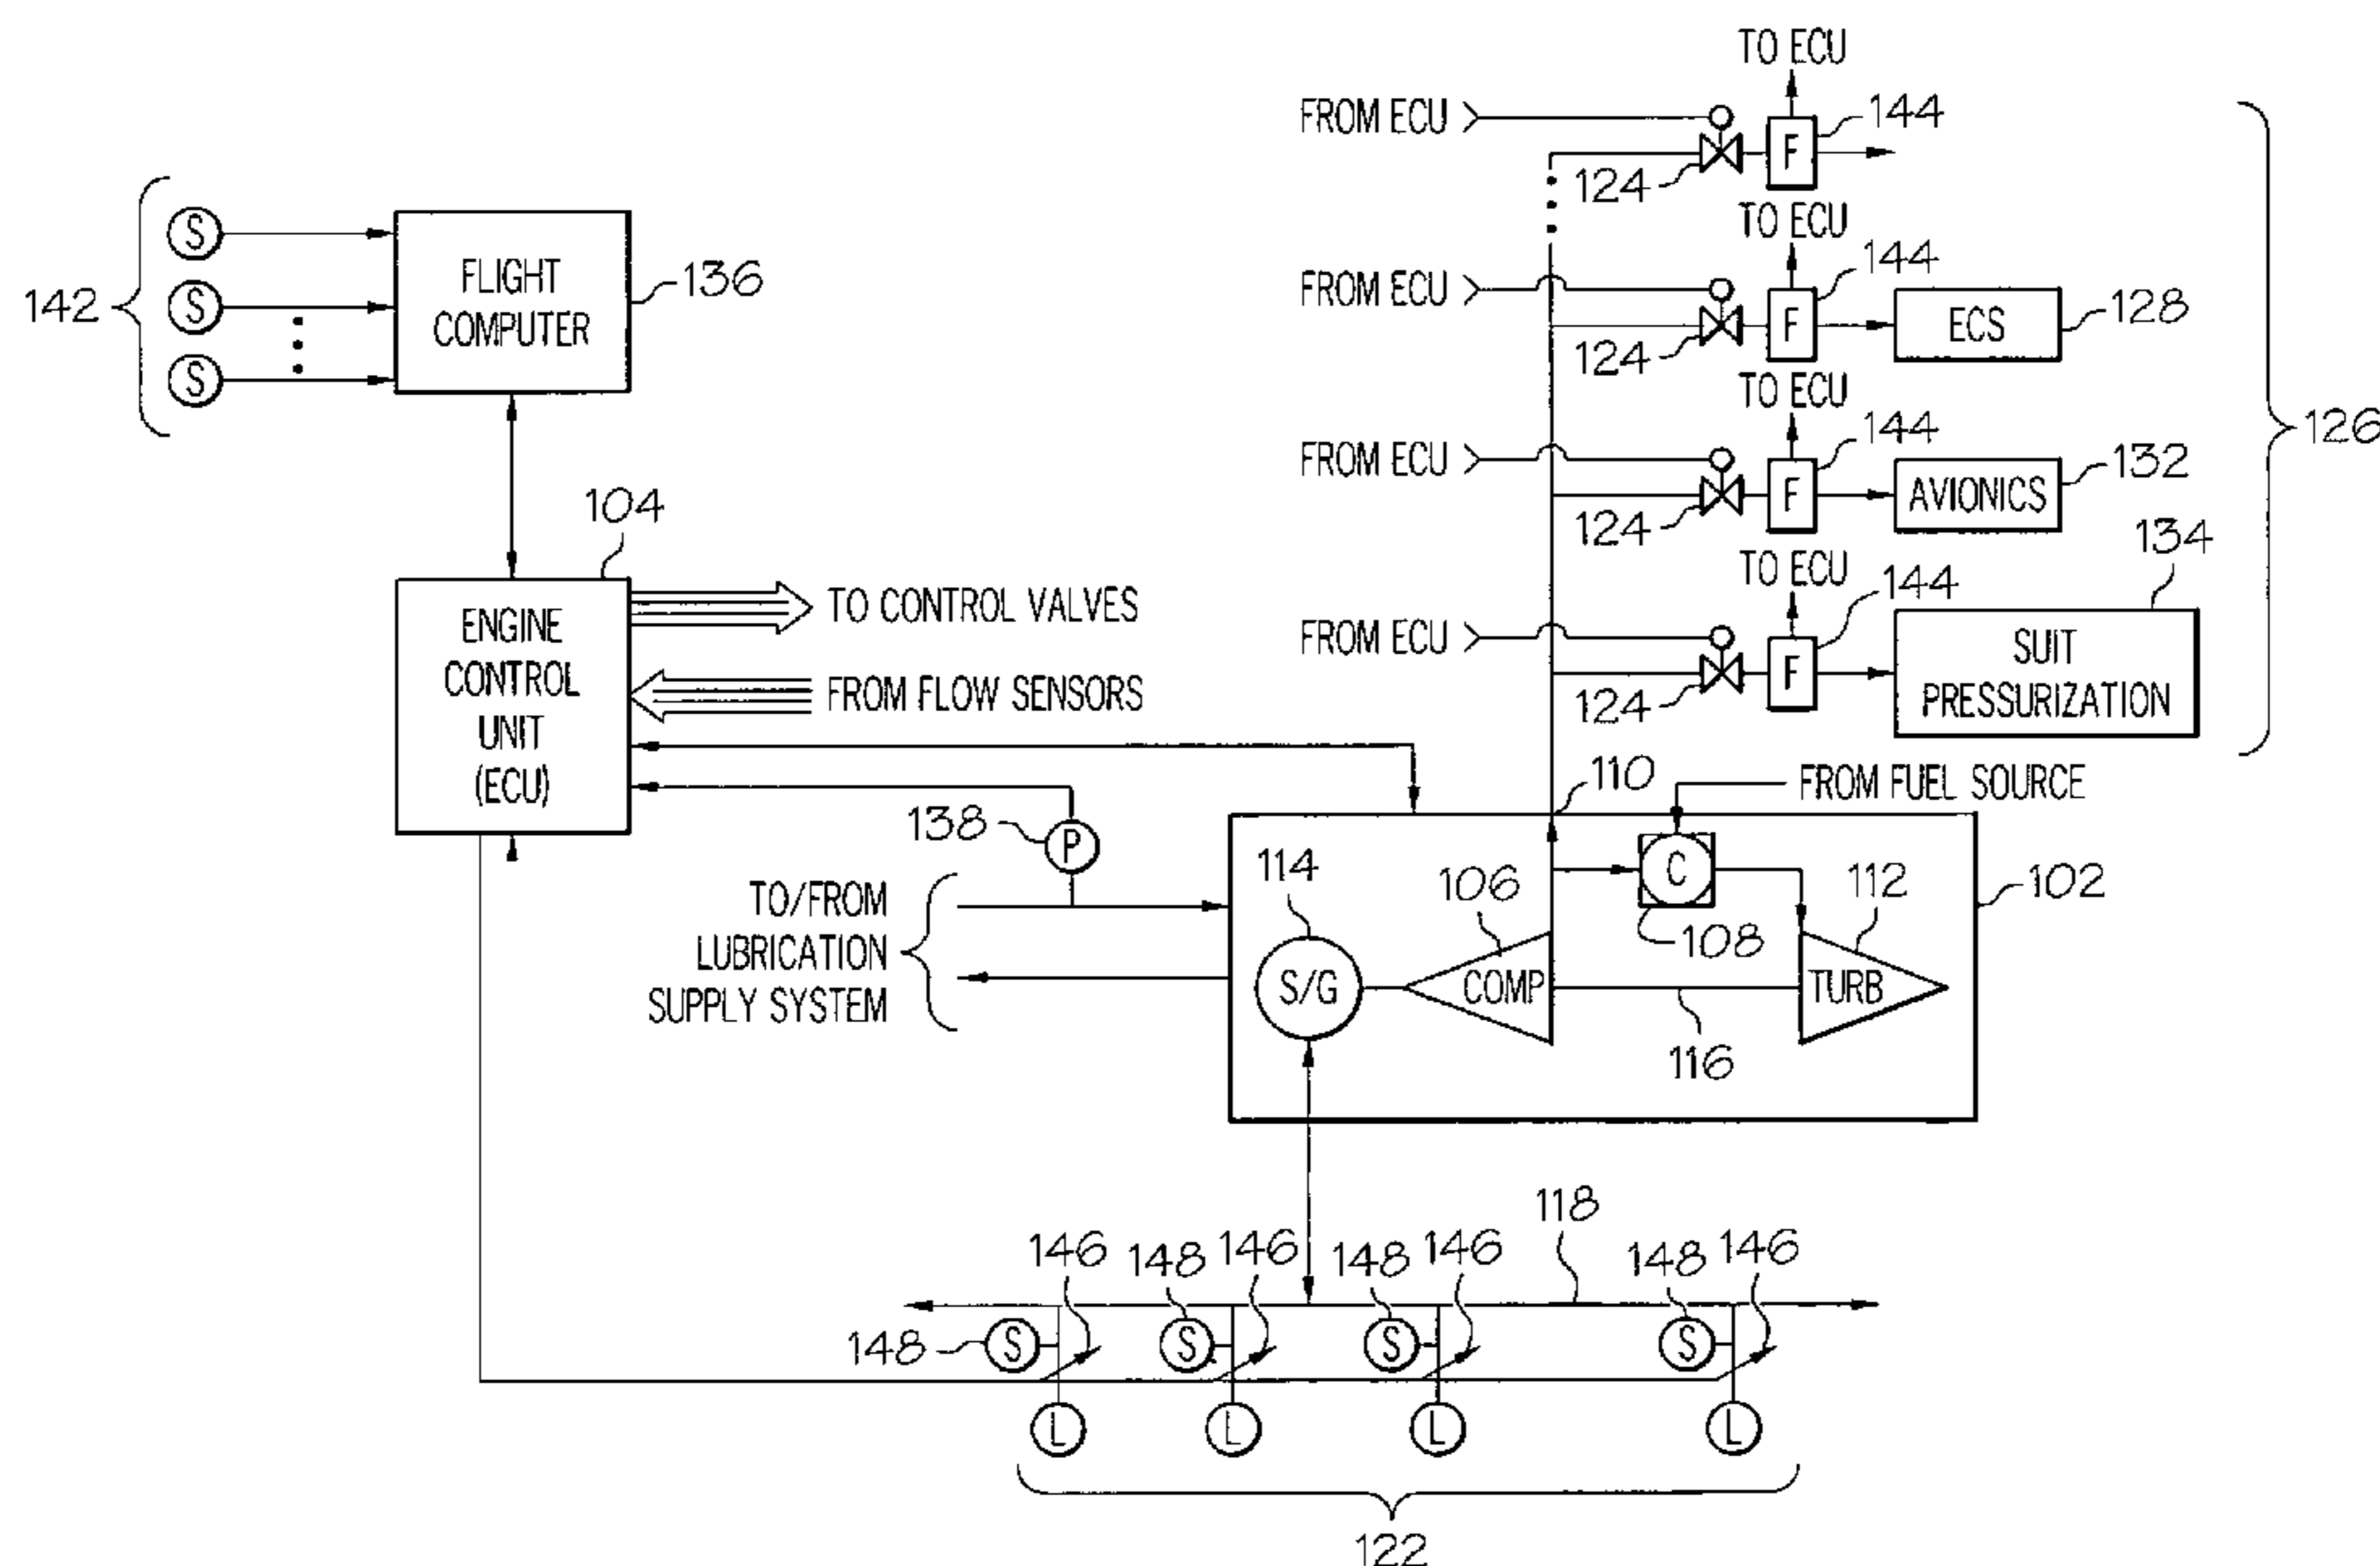 TO ECU
FROM ECU
144
F
124
142
S
S
S
FLIGHT
COMPUTER
136
TO ECU
FROM ECU
144
F
124
ECS
128
TO ECU
FROM ECU
144
F
124
AVIONICS
132
126
104
ENGINE
CONTROL
UNIT
(ECU)
TO CONTROL VALVES
FROM FLOW SENSORS
TO ECU
FROM ECU
144
F
124
134
SUIT
PRESSURIZATION
110
FROM FUEL SOURCE
138
P
TO/FROM
LUBRICATION
SUPPLY SYSTEM
114
S/G
106
COMP
C
108
112
TURB
102
116
118
146
148
146
148
146
148
146
148
S
S
S
S
L
L
L
L
122